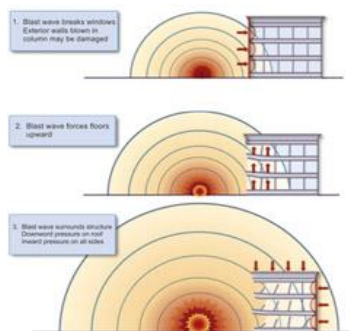 1. Blast wave breaks windows
Exterior walls blown in
column may be damaged
2. Blast wave forces floors
upward
3. Blast wave surrounds structure
Downword pressure on roof
inward pressure on all sides